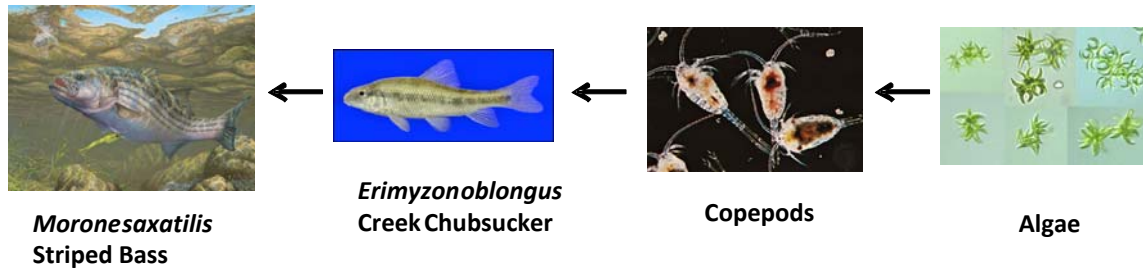 Moronesaxatilis
Striped Bass
Erimyzonoblongus
Creek Chubsucker
Copepods
Algae